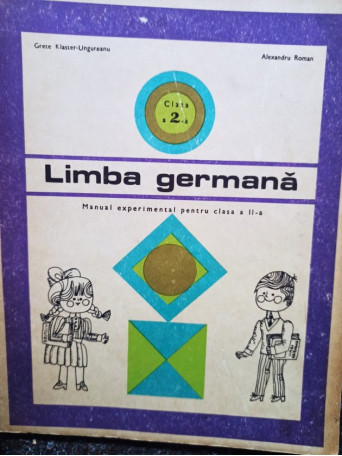 Grete Klaster-Ungureanu
Alexandru Roman
Clasa
a 2-a
Limba germană
Manual experimental pentru clasa a II-a